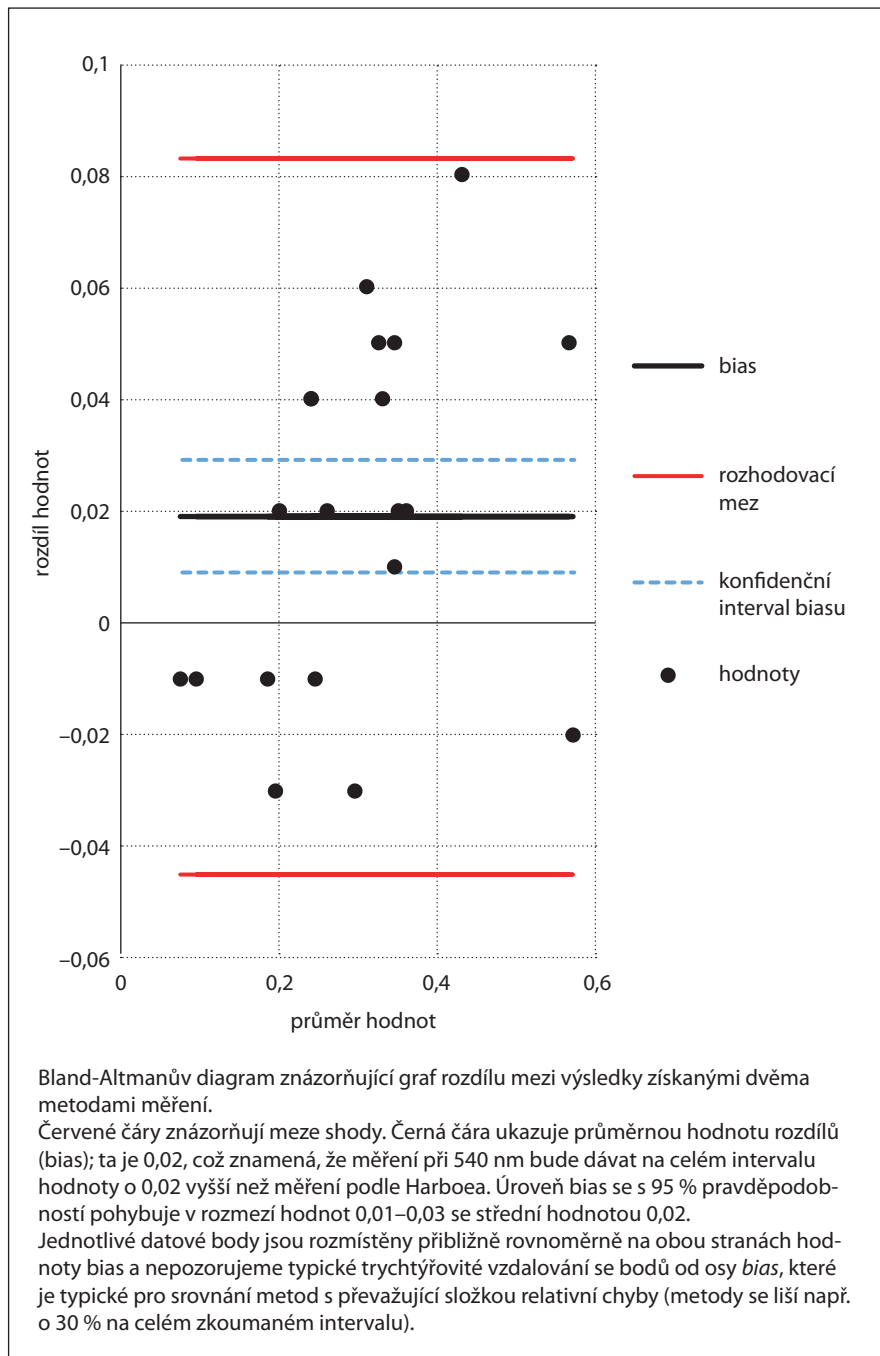 0,1
0,08
0,06
0,04
0,02
0
–0,02
–0,04
–0,06
rozdíl hodnot
0
0,2
0,4
0,6
průměr hodnot
bias
rozhodovací
mez
konfidenční
interval biasu
hodnoty
Bland-Altmanův diagram znázorňující graf rozdílu mezi výsledky získanými dvěma
metodami měření.
Červené čáry znázorňují meze shody. Černá čára ukazuje průměrnou hodnotu rozdílů
(bias); ta je 0,02, což znamená, že měření při 540 nm bude dávat na celém intervalu
hodnoty o 0,02 vyšší než měření podle Harboea. Úroveň bias se s 95 % pravděpodob-
ností pohybuje v rozmezí hodnot 0,01–0,03 se střední hodnotou 0,02.
Jednotlivé datové body jsou rozmístěny přibližně rovnoměrně na obou stranách hod-
noty bias a nepozorujeme typické trychtýřovité vzdalování se bodů od osy bias, které
je typické pro srovnání metod s převažující složkou relativní chyby (metody se liší např.
o 30 % na celém zkoumaném intervalu).